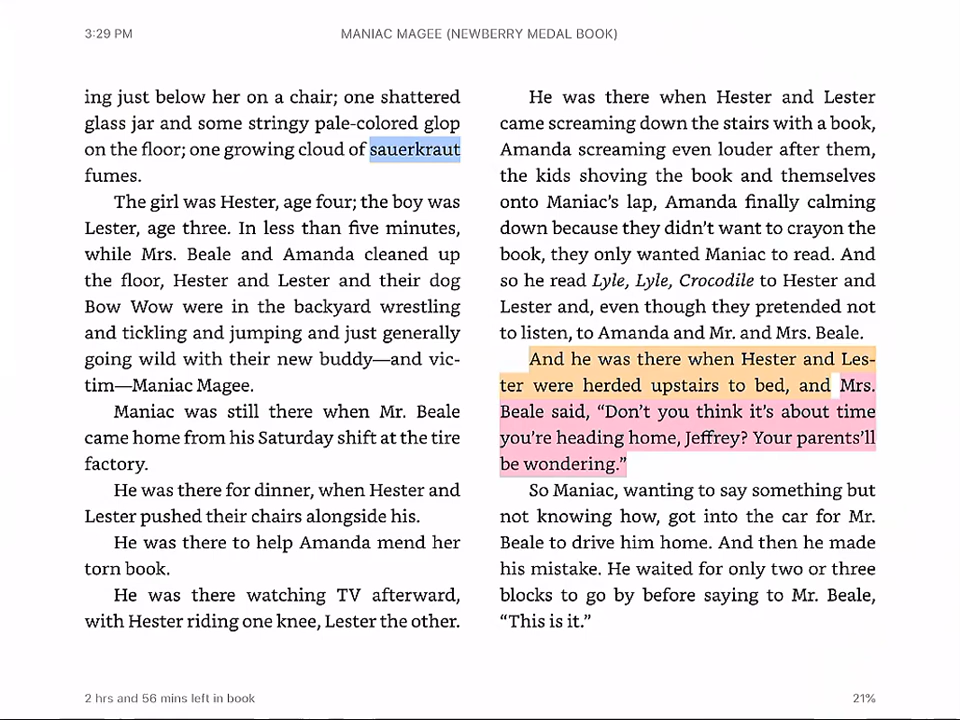 3:29 PM
MANIAC MAGEE (NEWBERRY MEDAL BOOK)
ing just below her on a chair; one shattered
glass jar and some stringy pale-colored glop
on the floor; one growing cloud of sauerkraut
fumes.
The girl was Hester, age four; the boy was
Lester, age three. In less than five minutes,
while Mrs. Beale and Amanda cleaned up
the floor, Hester and Lester and their dog
Bow Wow were in the backyard wrestling
and tickling and jumping and just generally
going wild with their new buddy—and vic-
tim—Maniac Magee.
Maniac was still there when Mr. Beale
came home from his Saturday shift at the tire
factory.
He was there for dinner, when Hester and
Lester pushed their chairs alongside his.
He was there to help Amanda mend her
torn book.
He was there watching TV afterward,
with Hester riding one knee, Lester the other.
He was there when Hester and Lester
came screaming down the stairs with a book,
Amanda screaming even louder after them,
the kids shoving the book and themselves
onto Maniac's lap, Amanda finally calming
down because they didn't want to crayon the
book, they only wanted Maniac to read. And
so he read Lyle, Lyle, Crocodile to Hester and
Lester and, even though they pretended not
to listen, to Amanda and Mr. and Mrs. Beale.
And he was there when Hester and Les-
ter were herded upstairs to bed, and Mrs.
Beale said, “Don't you think it's about time
you're heading home, Jeffrey? Your parents'll
be wondering.”
So Maniac, wanting to say something but
not knowing how, got into the car for Mr.
Beale to drive him home. And then he made
his mistake. He waited for only two or three
blocks to go by before saying to Mr. Beale,
“This is it.”
2 hrs and 56 mins left in book
21%